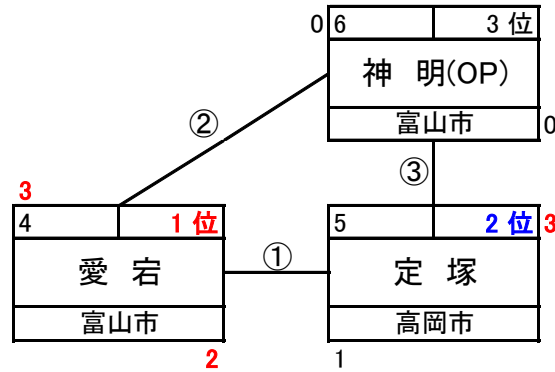 0 6 3 位
神 明(OP)
富山市 0
②
③
3
4 1 位
愛 宕
富山市
2
①
5 2 位 3
定 塚
高岡市
1